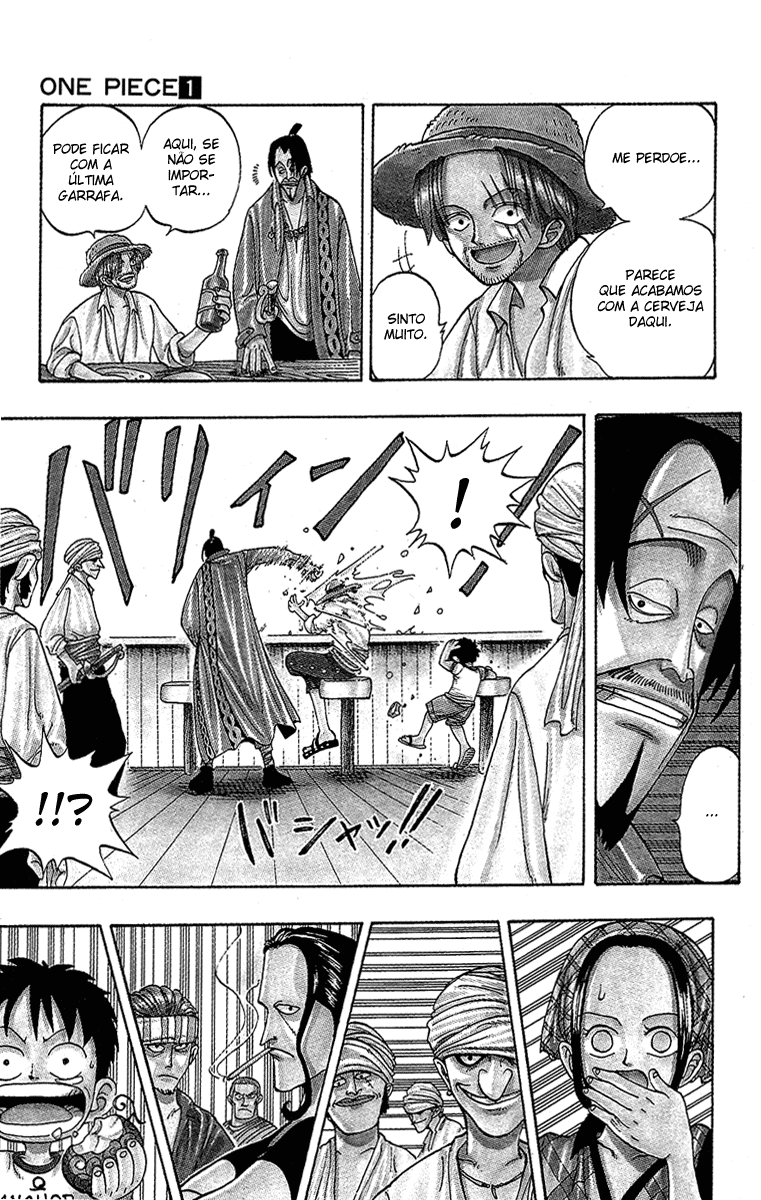 ONE PIECE 1
ME PERDOE...
PARECE
QUE ACABAMOS
COM A CERVEJA
DAQUI.
SINTO
MUITO.
AQUI, SE
NÃO SE
IMPOR-
TAR...
PODE FICAR
COM A
ÚLTIMA
GARRAFA.
...
!
バリィーン
バシャッ!!
!!?